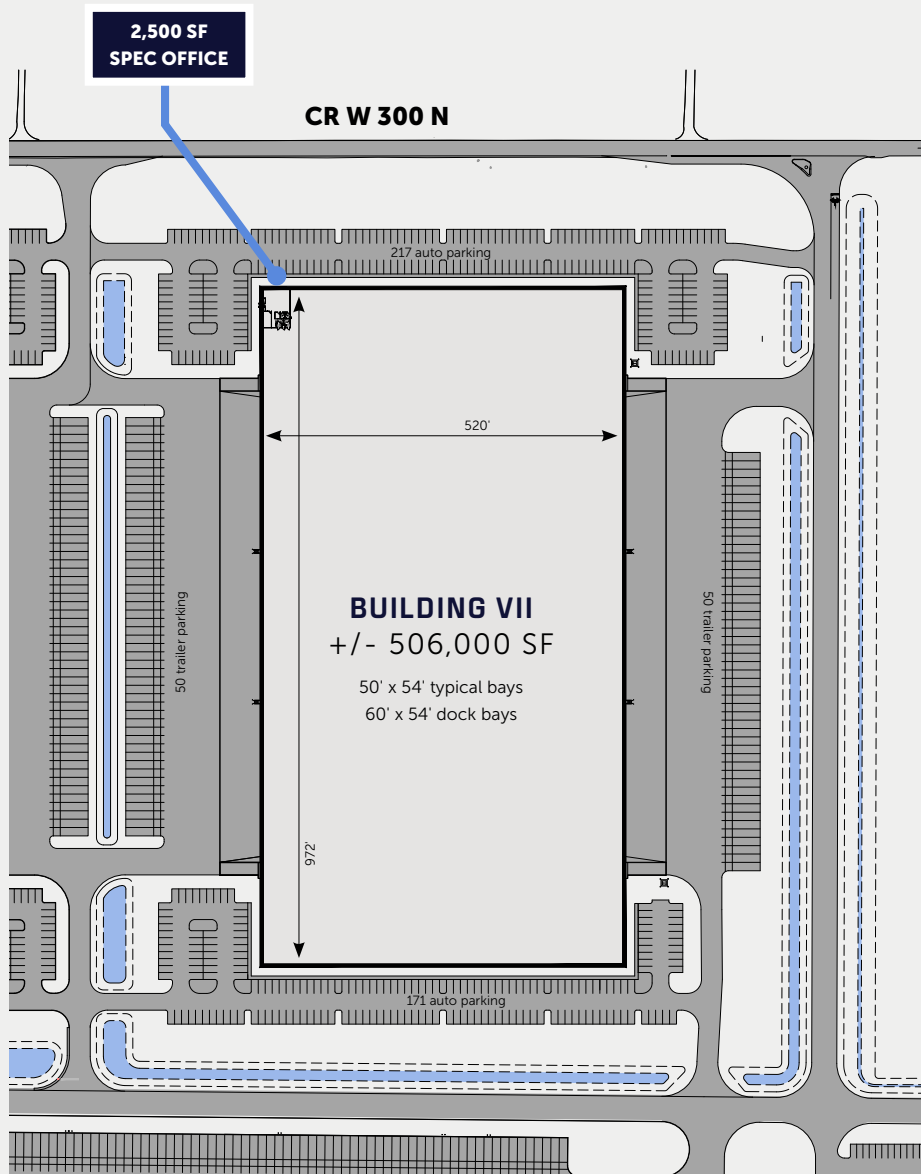 2,500 SF
SPEC OFFICE
CR W 300 N
217 auto parking
520'
BUILDING VII
+/- 506,000 SF
50' x 54' typical bays
60' x 54' dock bays
50 trailer parking
50 trailer parking
972'
171 auto parking